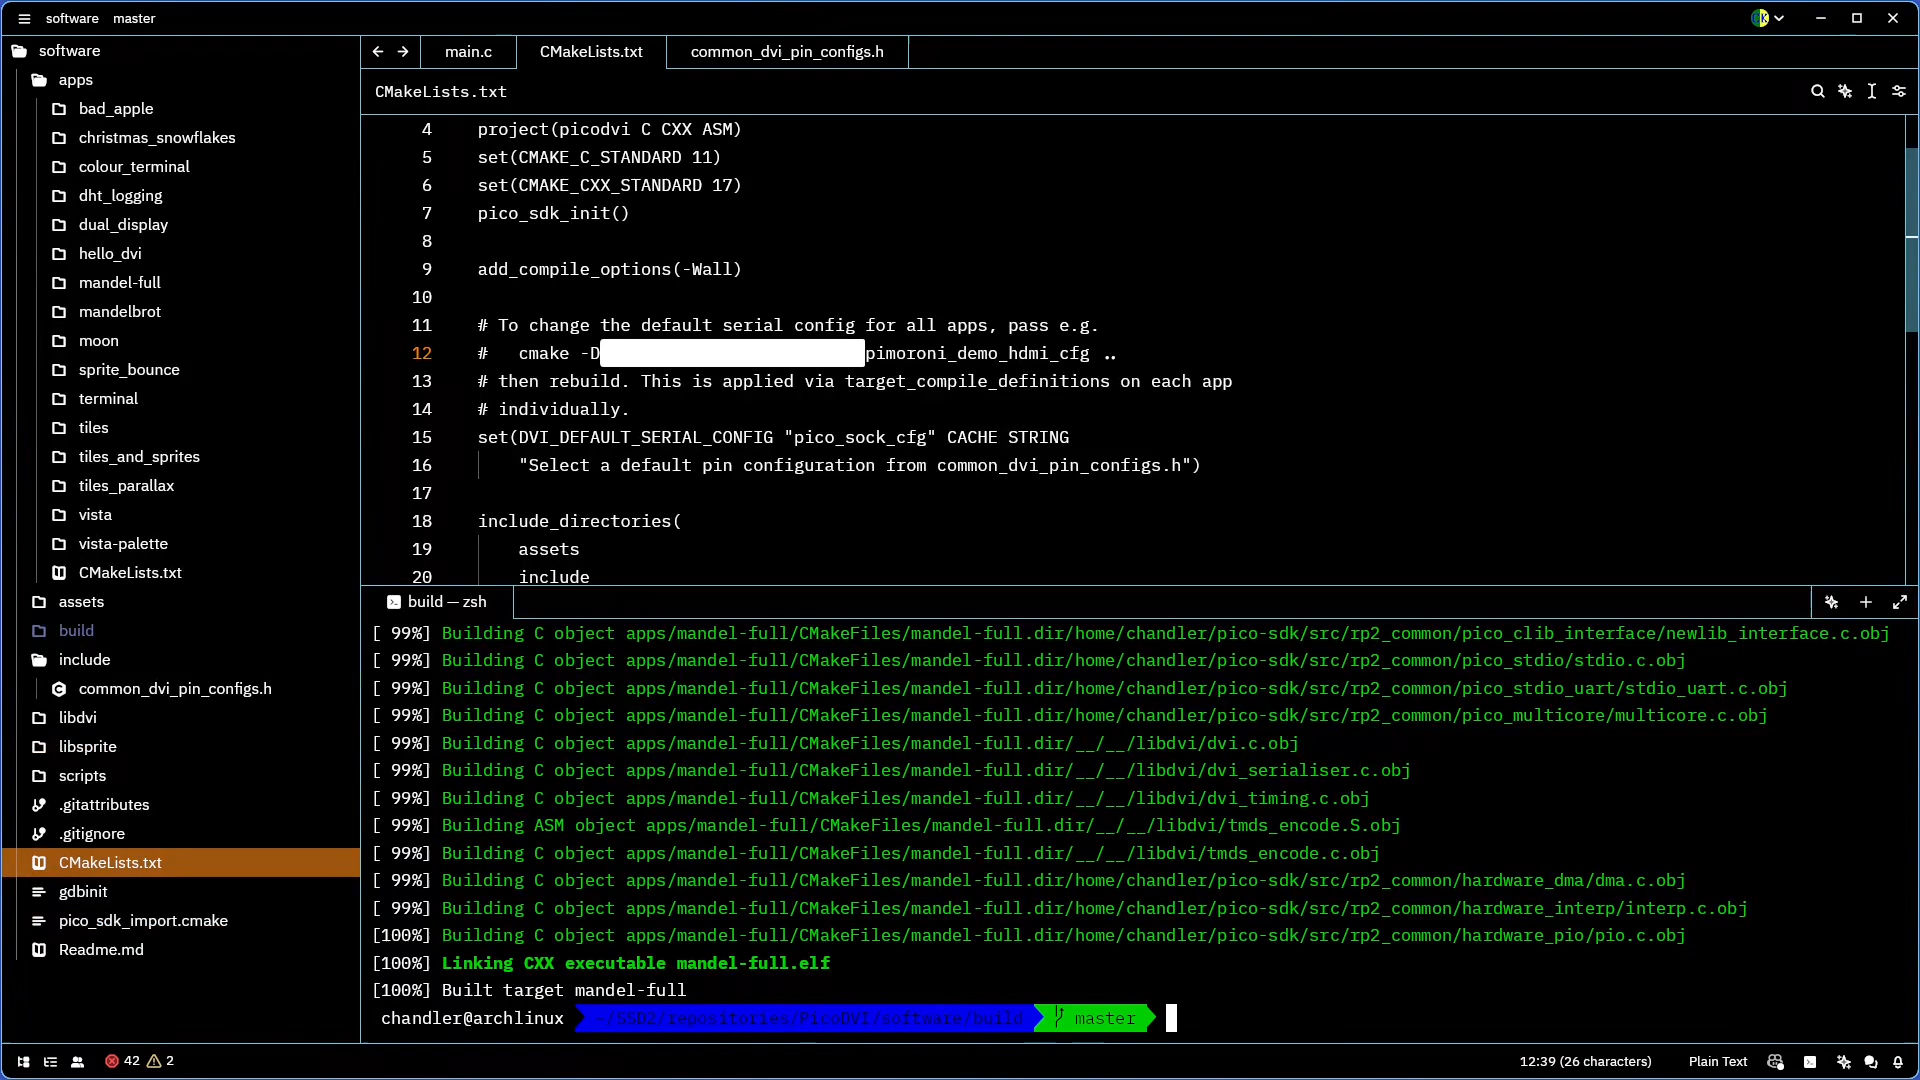 software master
software
apps
bad_apple
christmas_snowflakes
colour_terminal
dht_logging
dual_display
hello_dvi
mandel-full
mandelbrot
moon
sprite_bounce
terminal
tiles
tiles_and_sprites
tiles_parallax
vista
vista-palette
CMakeLists.txt
assets
build
include
common_dvi_pin_configs.h
libdvi
libsprite
scripts
.gitattributes
.gitignore
CMakeLists.txt
gdbinit
pico_sdk_import.cmake
Readme.md
main.c CMakeLists.txt common_dvi_pin_configs.h
CMakeLists.txt
4 project(picodvi C CXX ASM)
5 set(CMAKE_C_STANDARD 11)
6 set(CMAKE_CXX_STANDARD 17)
7 pico_sdk_init()
8
9 add_compile_options(-Wall)
10
11 # To change the default serial config for all apps, pass e.g.
12 #   cmake -D pimoroni_demo_hdmi_cfg ..
13 # then rebuild. This is applied via target_compile_definitions on each app
14 # individually.
15 set(DVI_DEFAULT_SERIAL_CONFIG "pico_sock_cfg" CACHE STRING
16     "Select a default pin configuration from common_dvi_pin_configs.h")
17
18 include_directories(
19     assets
20     include
build — zsh
[ 99%] Building C object apps/mandel-full/CMakeFiles/mandel-full.dir/home/chandler/pico-sdk/src/rp2_common/pico_clib_interface/newlib_interface.c.obj
[ 99%] Building C object apps/mandel-full/CMakeFiles/mandel-full.dir/home/chandler/pico-sdk/src/rp2_common/pico_stdio/stdio.c.obj
[ 99%] Building C object apps/mandel-full/CMakeFiles/mandel-full.dir/home/chandler/pico-sdk/src/rp2_common/pico_stdio_uart/stdio_uart.c.obj
[ 99%] Building C object apps/mandel-full/CMakeFiles/mandel-full.dir/home/chandler/pico-sdk/src/rp2_common/pico_multicore/multicore.c.obj
[ 99%] Building C object apps/mandel-full/CMakeFiles/mandel-full.dir/__/__/libdvi/dvi.c.obj
[ 99%] Building C object apps/mandel-full/CMakeFiles/mandel-full.dir/__/__/libdvi/dvi_serialiser.c.obj
[ 99%] Building C object apps/mandel-full/CMakeFiles/mandel-full.dir/__/__/libdvi/dvi_timing.c.obj
[ 99%] Building ASM object apps/mandel-full/CMakeFiles/mandel-full.dir/__/__/libdvi/tmds_encode.S.obj
[ 99%] Building C object apps/mandel-full/CMakeFiles/mandel-full.dir/__/__/libdvi/tmds_encode.c.obj
[ 99%] Building C object apps/mandel-full/CMakeFiles/mandel-full.dir/home/chandler/pico-sdk/src/rp2_common/hardware_dma/dma.c.obj
[ 99%] Building C object apps/mandel-full/CMakeFiles/mandel-full.dir/home/chandler/pico-sdk/src/rp2_common/hardware_interp/interp.c.obj
[100%] Building C object apps/mandel-full/CMakeFiles/mandel-full.dir/home/chandler/pico-sdk/src/rp2_common/hardware_pio/pio.c.obj
[100%] Linking CXX executable mandel-full.elf
[100%] Built target mandel-full
chandler@archlinux ~/SSD2/repositories/PicoDVI/software/build master
42 2 12:39 (26 characters) Plain Text